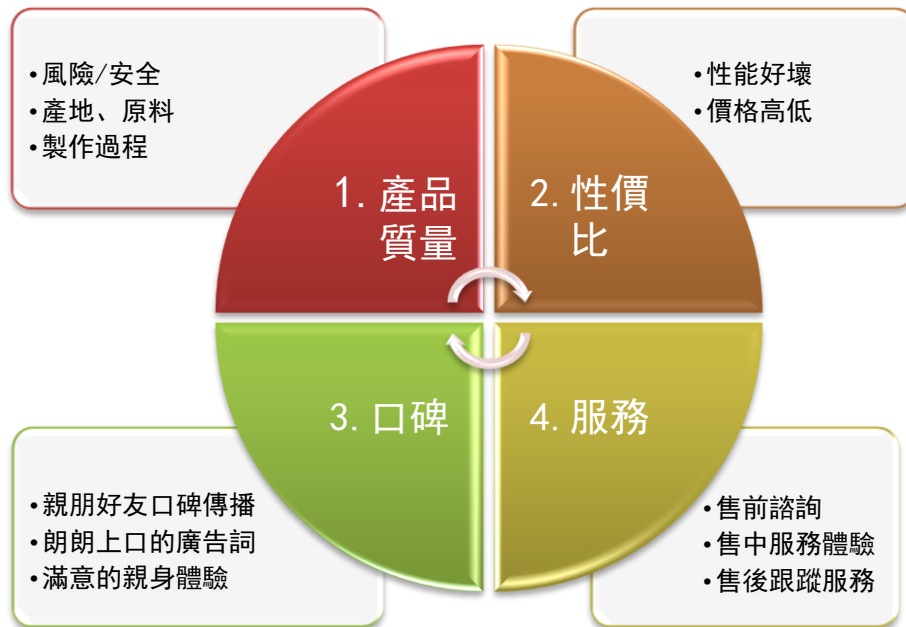 •風險/安全
•產地、原料
•製作過程
•性能好壞
•價格高低
1.產品
質量
2.性價
比
3.口碑
4.服務
•親朋好友口碑傳播
•朗朗上口的廣告詞
•滿意的親身體驗
•售前諮詢
•售中服務體驗
•售後跟蹤服務